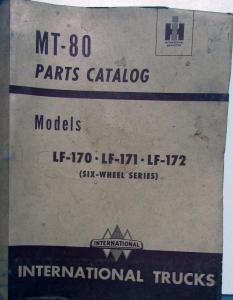 MT-80
PARTS CATALOG
Models
LF-170 · LF-171 · LF-172
(SIX-WHEEL SERIES)
INTERNATIONAL
INTERNATIONAL TRUCKS